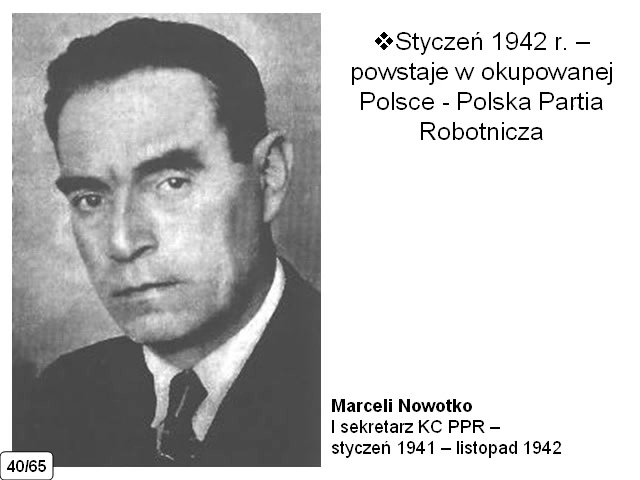 ❖Styczeń 1942 r. –
powstaje w okupowanej
Polsce - Polska Partia
Robotnicza
Marceli Nowotko
I sekretarz KC PPR –
styczeń 1941 – listopad 1942
40/65